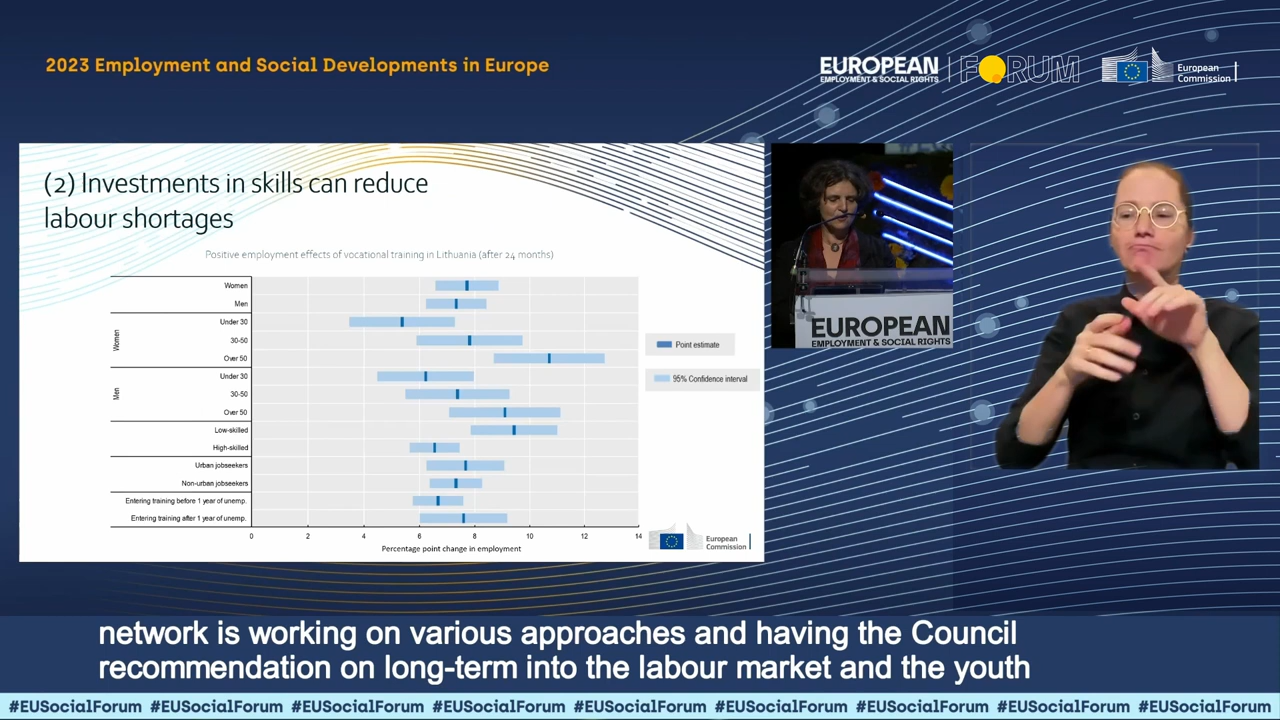 2023 Employment and Social Developments in Europe
EUROPEAN
EMPLOYMENT & SOCIAL RIGHTS
FORUM
European
Commission
(2) Investments in skills can reduce
labour shortages
Positive employment effects of vocational training in Lithuania (after 24 months)
Women
Men
Women
Under 30
30-50
Over 50
Men
Under 30
30-50
Over 50
Low-skilled
High-skilled
Urban jobseekers
Non-urban jobseekers
Entering training before 1 year of unemp.
Entering training after 1 year of unemp.
0 2 4 6 8 10 12 14
Percentage point change in employment
Point estimate
95% Confidence interval
European
Commission
EUROPEAN
EMPLOYMENT & SOCIAL RIGHTS
network is working on various approaches and having the Council
recommendation on long-term into the labour market and the youth
#EUSocialForum #EUSocialForum #EUSocialForum #EUSocialForum #EUSocialForum #EUSocialForum #EUSocialForum #EUSocialForum #EUSocialForum